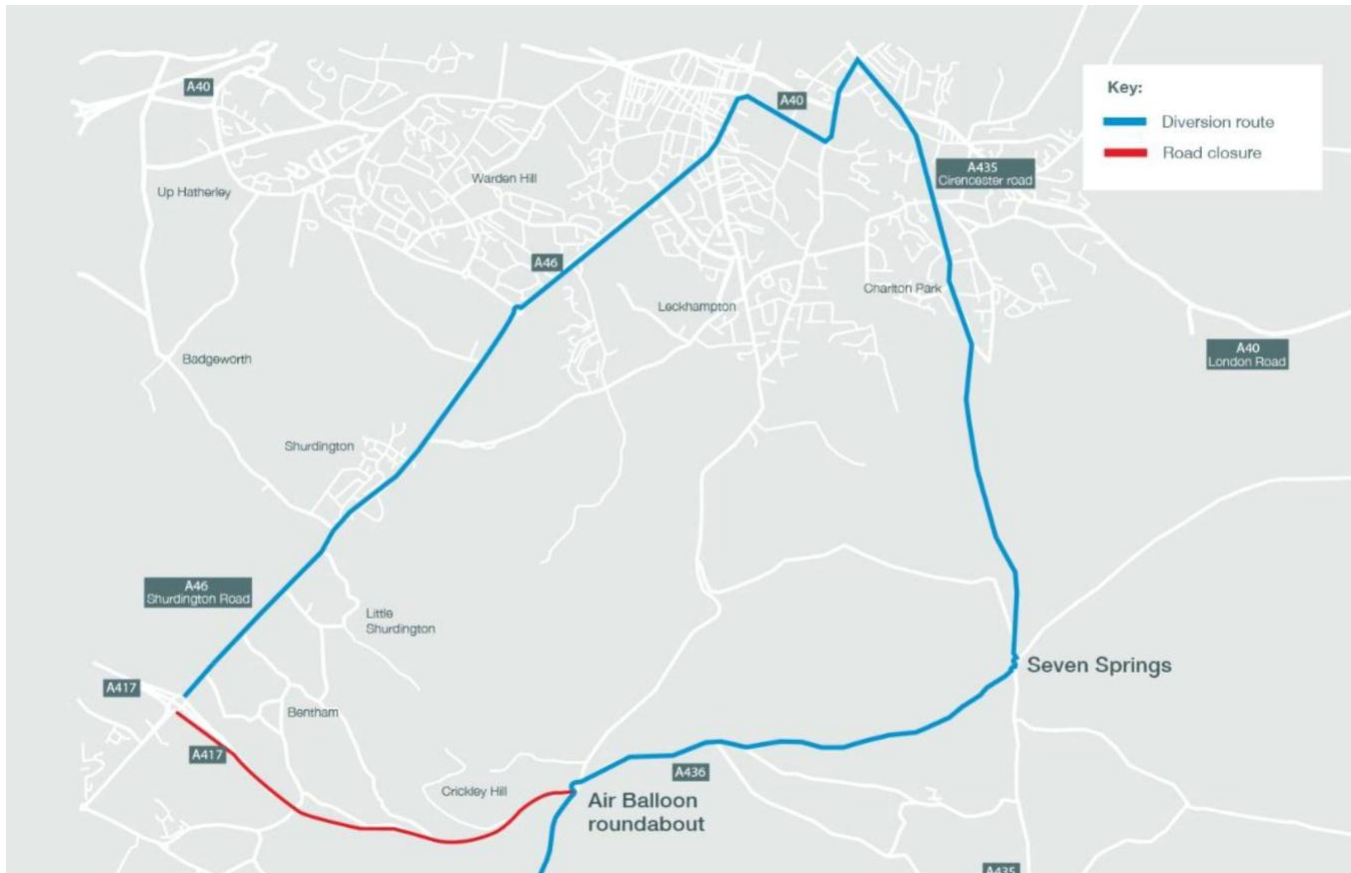 A40
A40
Key:
Diversion route
Road closure
A435
Cirencester road
Warden Hill
Up Hatherley
A46
Charlton Park
Leckhampton
A40
London Road
Badgeworth
Shurdington
A46
Shurdington Road
Little
Shurdington
Seven Springs
A417
Bentham
A417
A436
Crickley Hill
Air Balloon
roundabout
A435